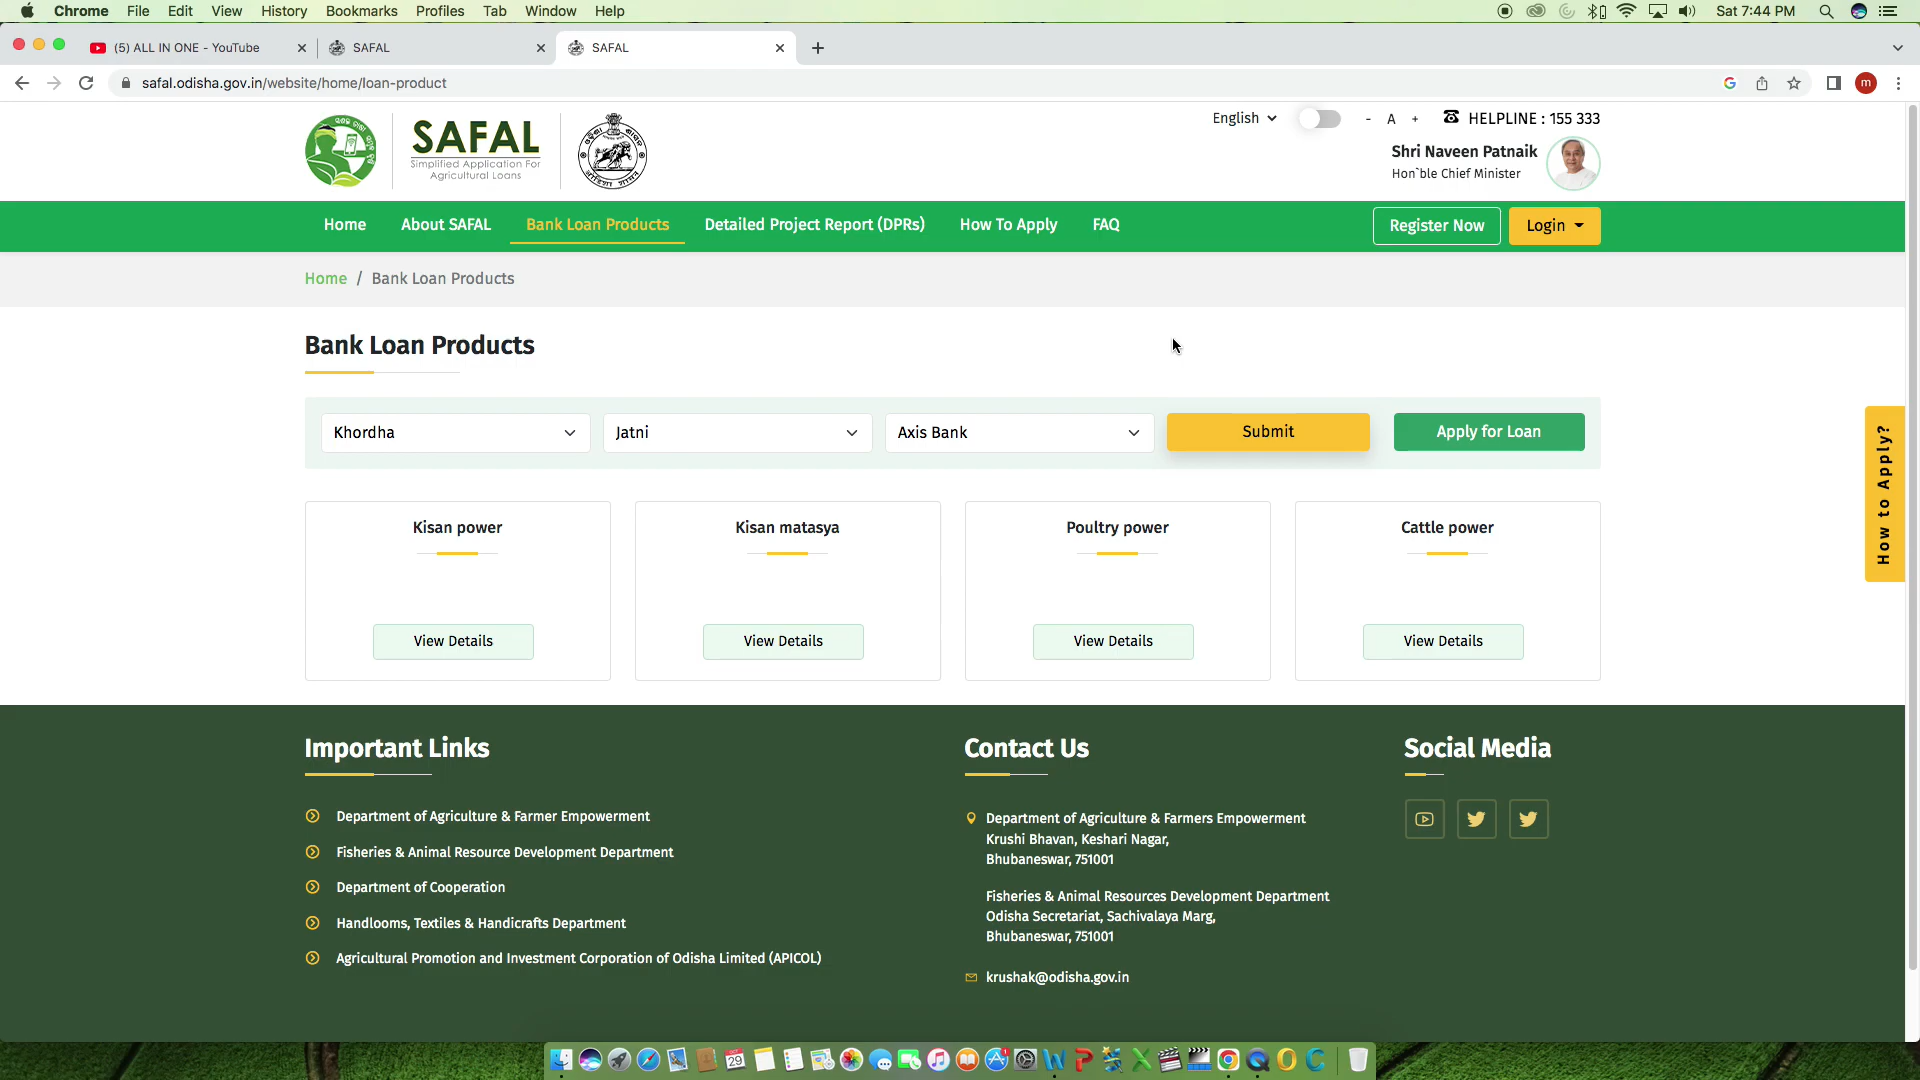 Chrome File Edit View History Bookmarks Profiles Tab Window Help Sat 7:44 PM
(5) ALL IN ONE - YouTube
SAFAL
SAFAL
safal.odisha.gov.in/website/home/loan-product
m
SAFAL
Simplified Application For
Agricultural Loans
English
- A +
HELPLINE : 155 333
Shri Naveen Patnaik
Hon`ble Chief Minister
Home About SAFAL Bank Loan Products Detailed Project Report (DPRs) How To Apply FAQ
Register Now
Login
Home / Bank Loan Products
Bank Loan Products
Khordha
Jatni
Axis Bank
Submit
Apply for Loan
How to Apply?
Kisan power
Kisan matasya
Poultry power
Cattle power
View Details
View Details
View Details
View Details
Important Links
Department of Agriculture & Farmer Empowerment
Fisheries & Animal Resource Development Department
Department of Cooperation
Handlooms, Textiles & Handicrafts Department
Agricultural Promotion and Investment Corporation of Odisha Limited (APICOL)
Contact Us
Department of Agriculture & Farmers Empowerment
Krushi Bhavan, Keshari Nagar,
Bhubaneswar, 751001
Fisheries & Animal Resources Development Department
Odisha Secretariat, Sachivalaya Marg,
Bhubaneswar, 751001
krushak@odisha.gov.in
Social Media
29